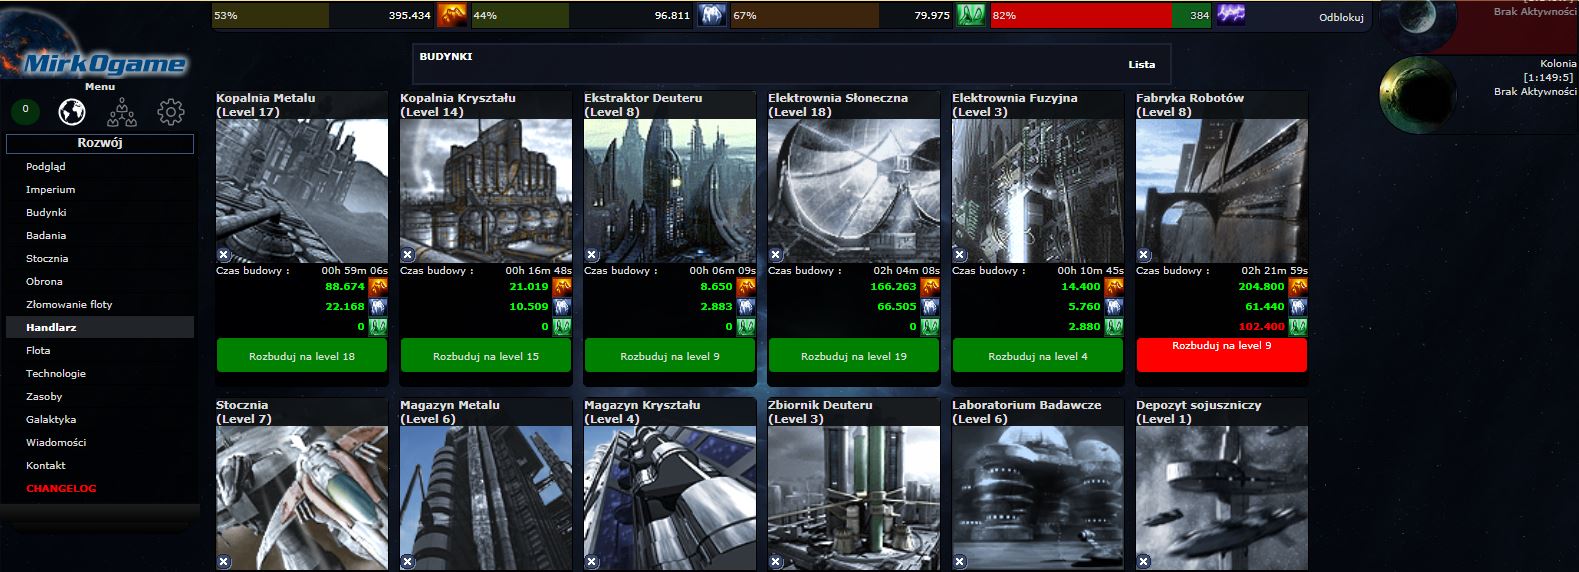 53% 395.434 44% 96.811 67% 79.975 82% 384 Odblokuj
Brak Aktywności
MirkOgame
Menu
0
Rozwój
Podgląd
Imperium
Budynki
Badania
Stocznia
Obrona
Złomowanie floty
Handlarz
Flota
Technologie
Zasoby
Galaktyka
Wiadomości
Kontakt
CHANGELOG
BUDYNKI
Lista
Kolonia
[1:149:5]
Brak Aktywności
Kopalnia Metalu
(Level 17)
Czas budowy : 00h 59m 06s
88.674
22.168
0
Rozbuduj na level 18
Kopalnia Kryształu
(Level 14)
Czas budowy : 00h 16m 48s
21.019
10.509
0
Rozbuduj na level 15
Ekstraktor Deuteru
(Level 8)
Czas budowy : 00h 06m 09s
8.650
2.883
0
Rozbuduj na level 9
Elektrownia Słoneczna
(Level 18)
Czas budowy : 02h 04m 08s
166.263
66.505
0
Rozbuduj na level 19
Elektrownia Fuzyjna
(Level 3)
Czas budowy : 00h 10m 45s
14.400
5.760
2.880
Rozbuduj na level 4
Fabryka Robotów
(Level 8)
Czas budowy : 02h 21m 59s
204.800
61.440
102.400
Rozbuduj na level 9
Stocznia
(Level 7)
Magazyn Metalu
(Level 6)
Magazyn Kryształu
(Level 4)
Zbiornik Deuteru
(Level 3)
Laboratorium Badawcze
(Level 6)
Depozyt sojuszniczy
(Level 1)